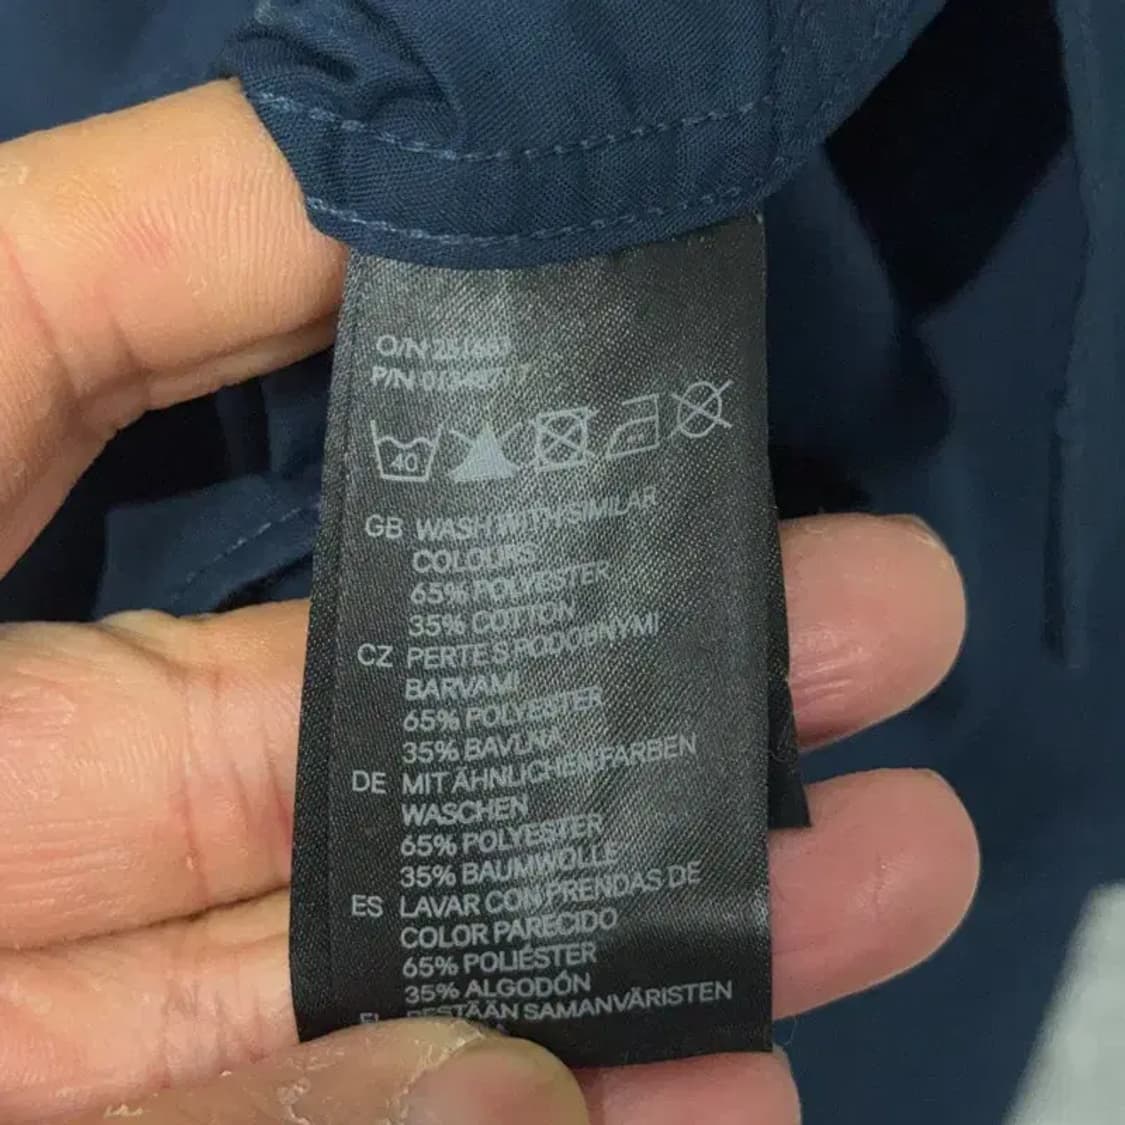 O/N
P/N
40
GB WASH WITH SIMILAR
COLOURS
65% POLYESTER
35% COTTON
CZ PERTE S PODOBNÝMI
BARVAMI
65% POLYESTER
35% BAVLNA
DE MIT ÄHNLICHEN FARBEN
WASCHEN
65% POLYESTER
35% BAUMWOLLE
ES LAVAR CON PRENDAS DE
COLOR PARECIDO
65% POLIÉSTER
35% ALGODÓN
FI PESTÄÄN SAMANVÄRISTEN